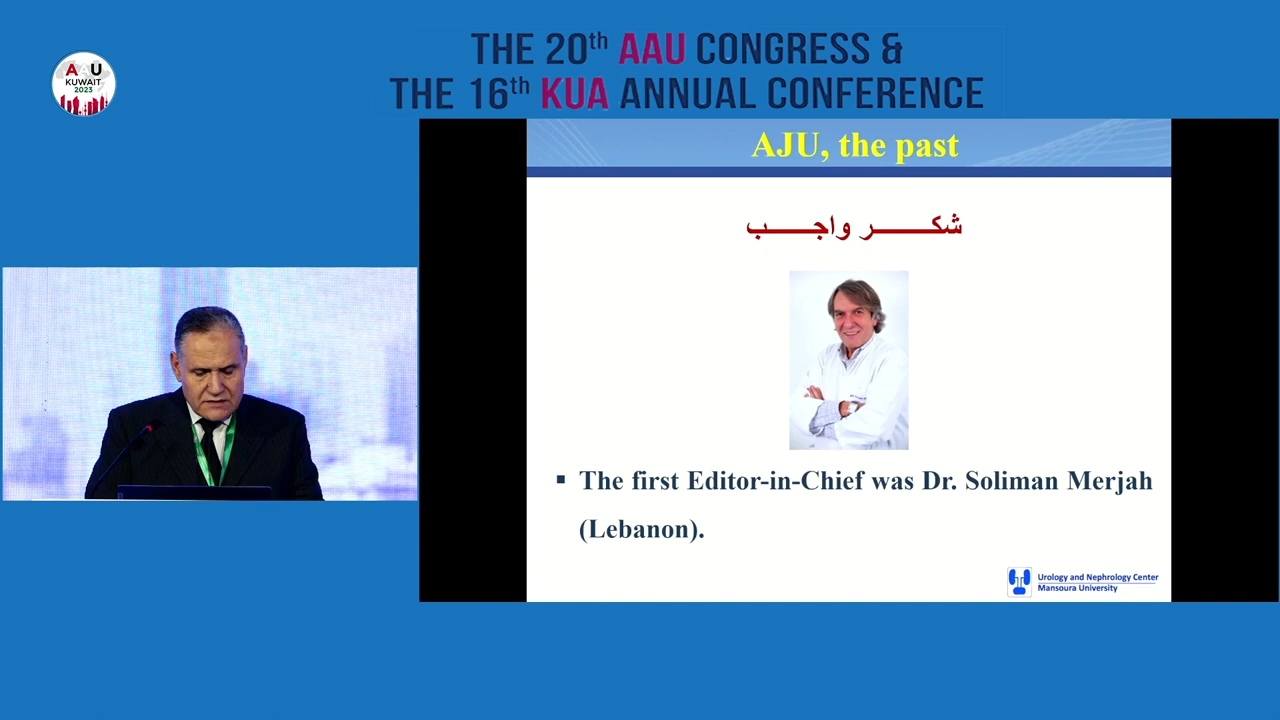 THE 20th AAU CONGRESS &
THE 16th KUA ANNUAL CONFERENCE
AAU
KUWAIT
2023
AJU, the past
شكـــــــر واجـــــب
▪ The first Editor-in-Chief was Dr. Soliman Merjah
(Lebanon).
Urology and Nephrology Center
Mansoura University